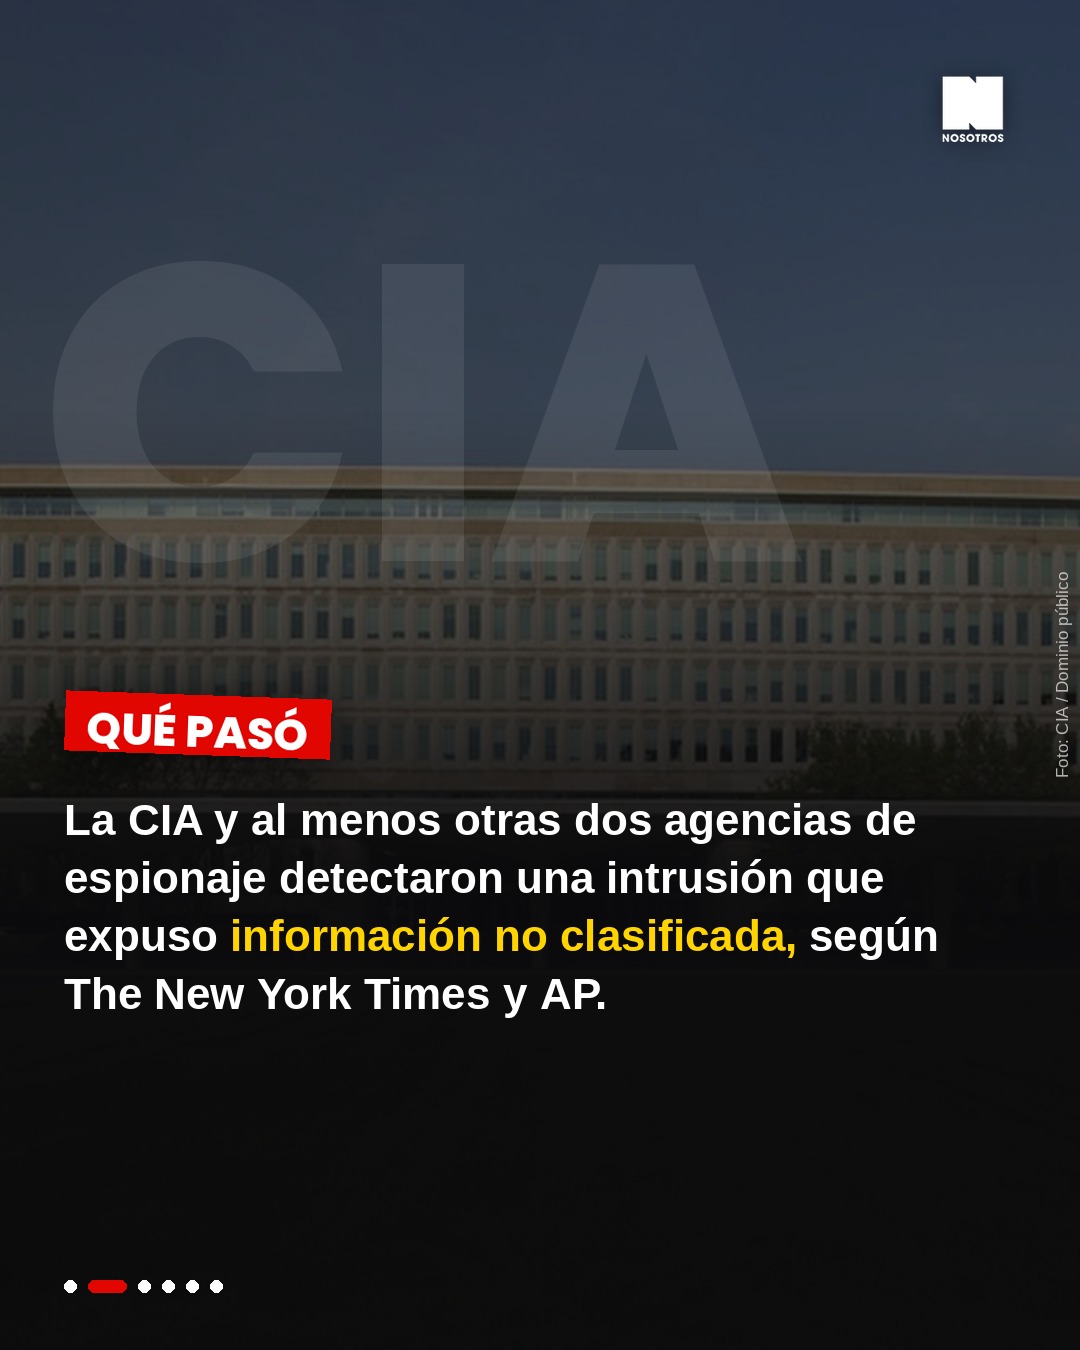 N
NOSOTROS
CIA
Foto: CIA / Dominio público
QUÉ PASÓ
La CIA y al menos otras dos agencias de
espionaje detectaron una intrusión que
expuso información no clasificada, según
The New York Times y AP.